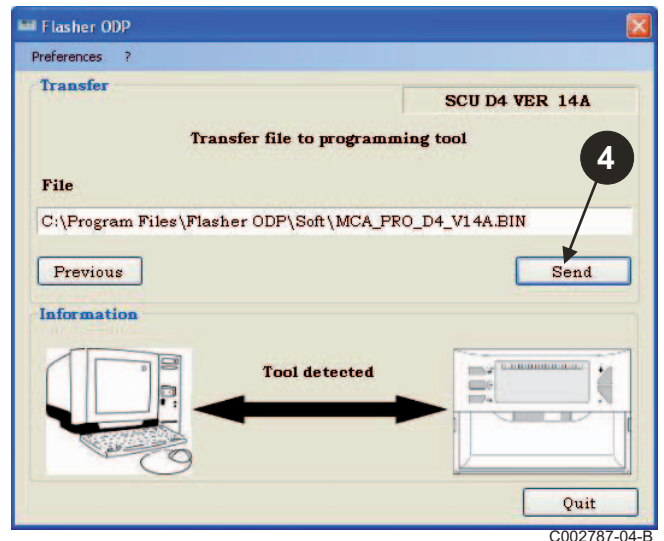 Flasher ODP
Preferences ?
Transfer
SCU D4 VER 14A
Transfer file to programming tool
4
File
C:\Program Files\Flasher ODP\Soft\MCA_PRO_D4_V14A.BIN
Previous Send
Information
Tool detected
Quit
C002787-04-B